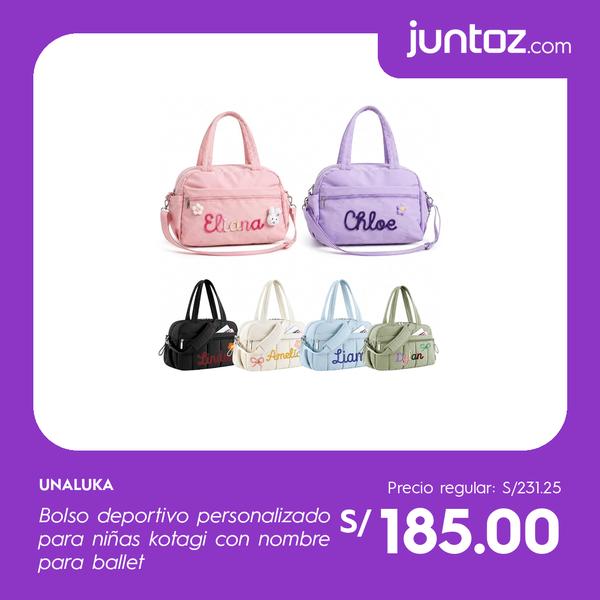 juntoz.com
Eliana
Chloe
Amelia
Liam
UNALUKA
Precio regular: S/231.25
Bolso deportivo personalizado
para niñas kotagi con nombre
para ballet
S/185.00